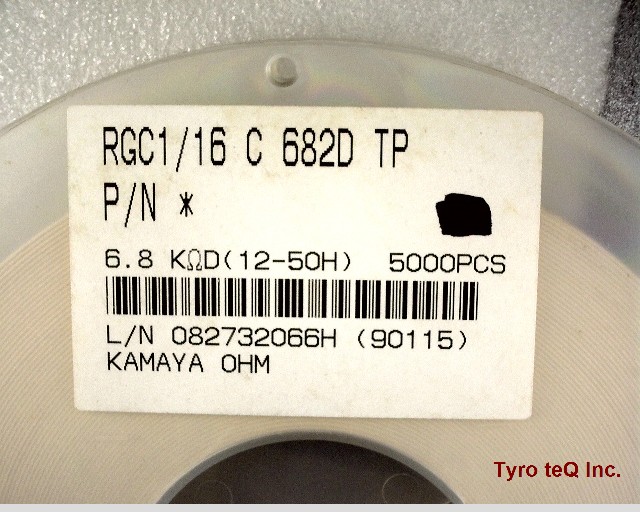 RGC1/16 C 682D TP
P/N *
6.8 KΩD(12-50H) 5000PCS
L/N 082732066H (90115)
KAMAYA OHM
Tyro teQ Inc.